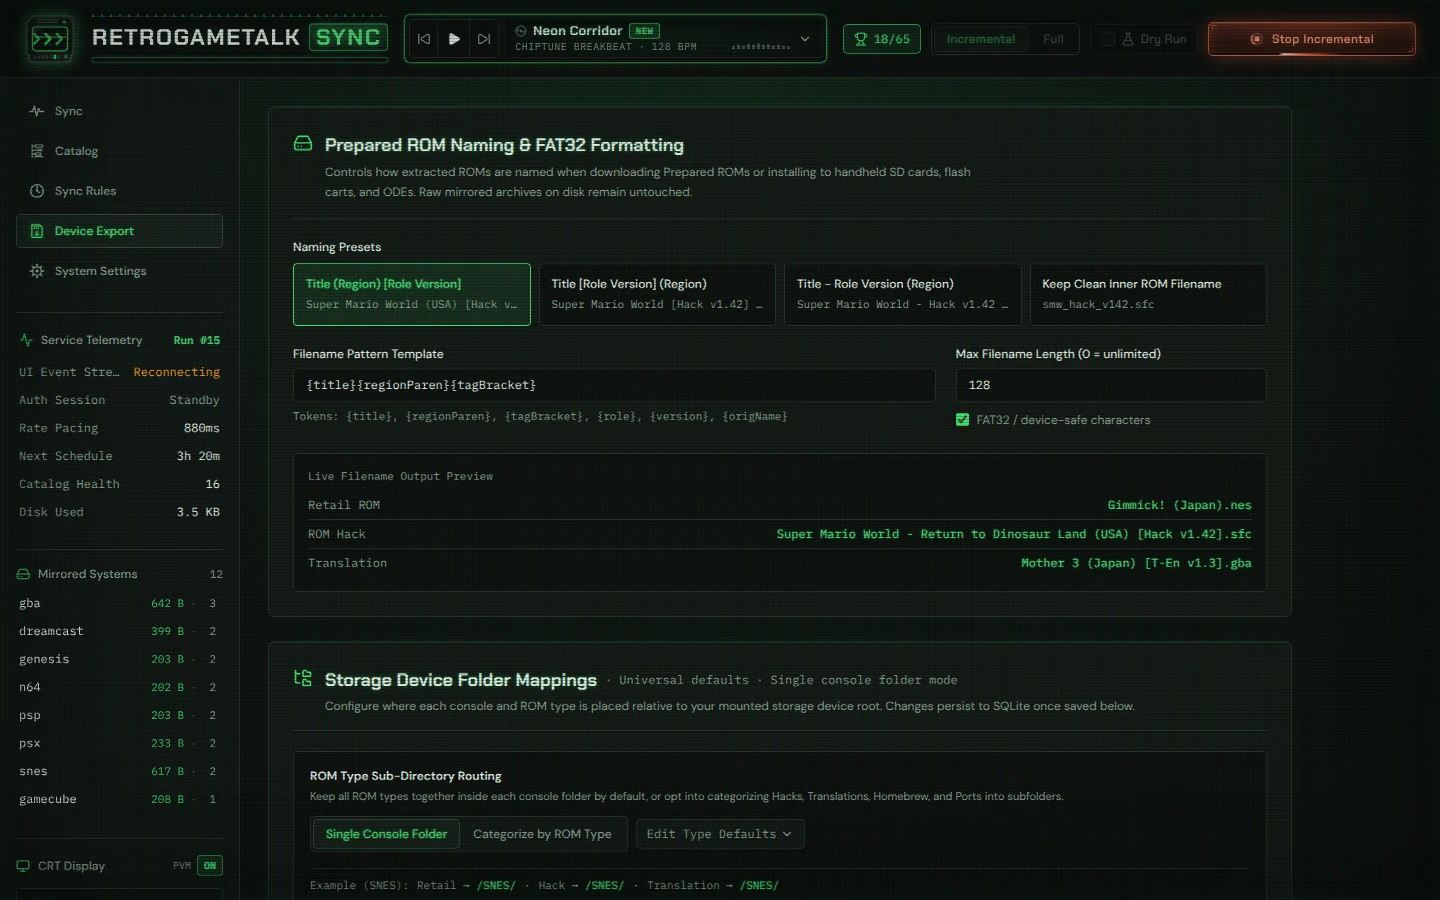 RETROGAMETALK SYNC
Neon Corridor NEW
CHIPTUNE BREAKBEAT · 128 BPM
18/65
Incremental Full
Dry Run
Stop Incremental
Sync
Catalog
Sync Rules
Device Export
System Settings
Service Telemetry Run #15
UI Event Stre… Reconnecting
Auth Session Standby
Rate Pacing 880ms
Next Schedule 3h 20m
Catalog Health 16
Disk Used 3.5 KB
Mirrored Systems 12
gba 642 B · 3
dreamcast 399 B · 2
genesis 203 B · 2
n64 202 B · 2
psp 203 B · 2
psx 233 B · 2
snes 617 B · 2
gamecube 208 B · 1
CRT Display PVM ON
Prepared ROM Naming & FAT32 Formatting
Controls how extracted ROMs are named when downloading Prepared ROMs or installing to handheld SD cards, flash
carts, and ODEs. Raw mirrored archives on disk remain untouched.
Naming Presets
Title (Region) [Role Version]
Super Mario World (USA) [Hack v…
Title [Role Version] (Region)
Super Mario World [Hack v1.42] …
Title - Role Version (Region)
Super Mario World - Hack v1.42 …
Keep Clean Inner ROM Filename
smw_hack_v142.sfc
Filename Pattern Template
{title}{regionParen}{tagBracket}
Tokens: {title}, {regionParen}, {tagBracket}, {role}, {version}, {origName}
Max Filename Length (0 = unlimited)
128
FAT32 / device-safe characters
Live Filename Output Preview
Retail ROM Gimmick! (Japan).nes
ROM Hack Super Mario World - Return to Dinosaur Land (USA) [Hack v1.42].sfc
Translation Mother 3 (Japan) [T-En v1.3].gba
Storage Device Folder Mappings · Universal defaults · Single console folder mode
Configure where each console and ROM type is placed relative to your mounted storage device root. Changes persist to SQLite once saved below.
ROM Type Sub-Directory Routing
Keep all ROM types together inside each console folder by default, or opt into categorizing Hacks, Translations, Homebrew, and Ports into subfolders.
Single Console Folder Categorize by ROM Type Edit Type Defaults
Example (SNES): Retail → /SNES/ · Hack → /SNES/ · Translation → /SNES/